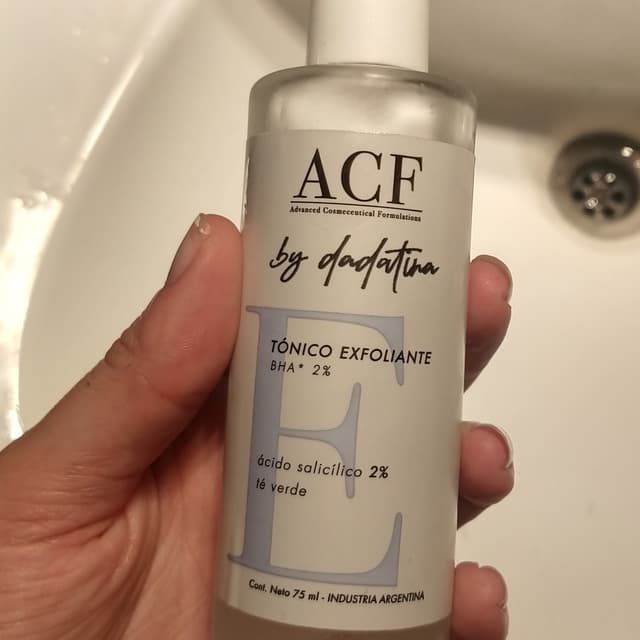 ACF
Advanced Cosmeceutical Formulations
by dadatina
TÓNICO EXFOLIANTE
BHA* 2%
ácido salicílico 2%
té verde
E
Cont. Neto 75 ml - INDUSTRIA ARGENTINA